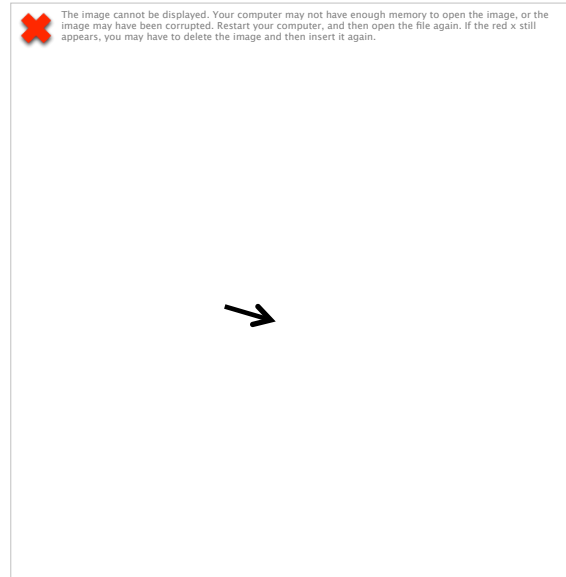 The image cannot be displayed. Your computer may not have enough memory to open the image, or the
image may have been corrupted. Restart your computer, and then open the file again. If the red x still
appears, you may have to delete the image and then insert it again.